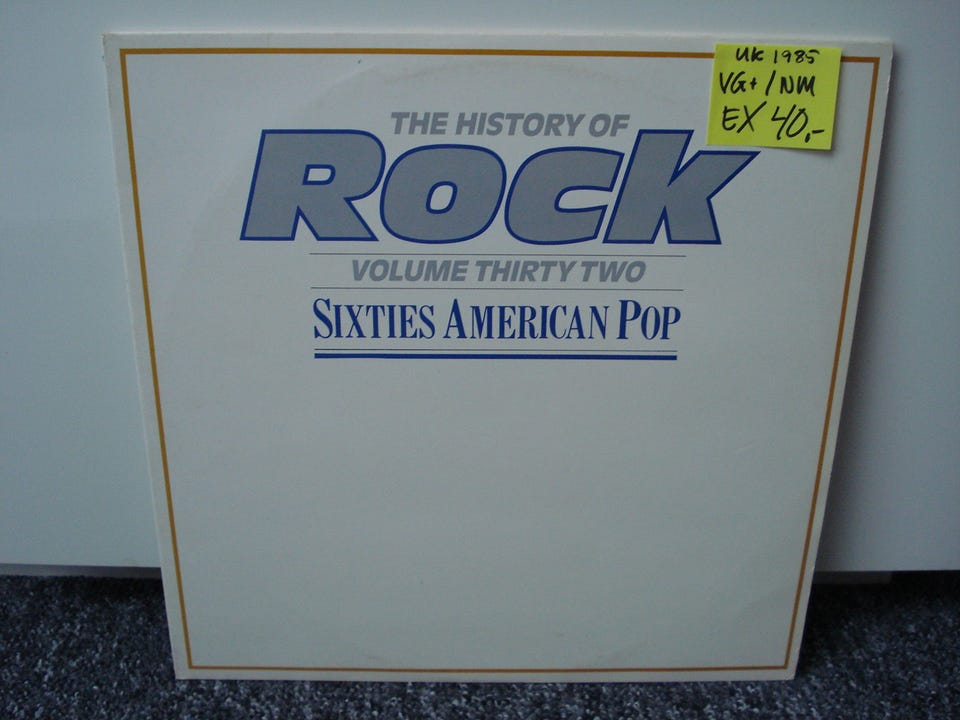 UK 1985
VG+ / NM
EX 40,-
THE HISTORY OF
ROCK
VOLUME THIRTY TWO
SIXTIES AMERICAN POP